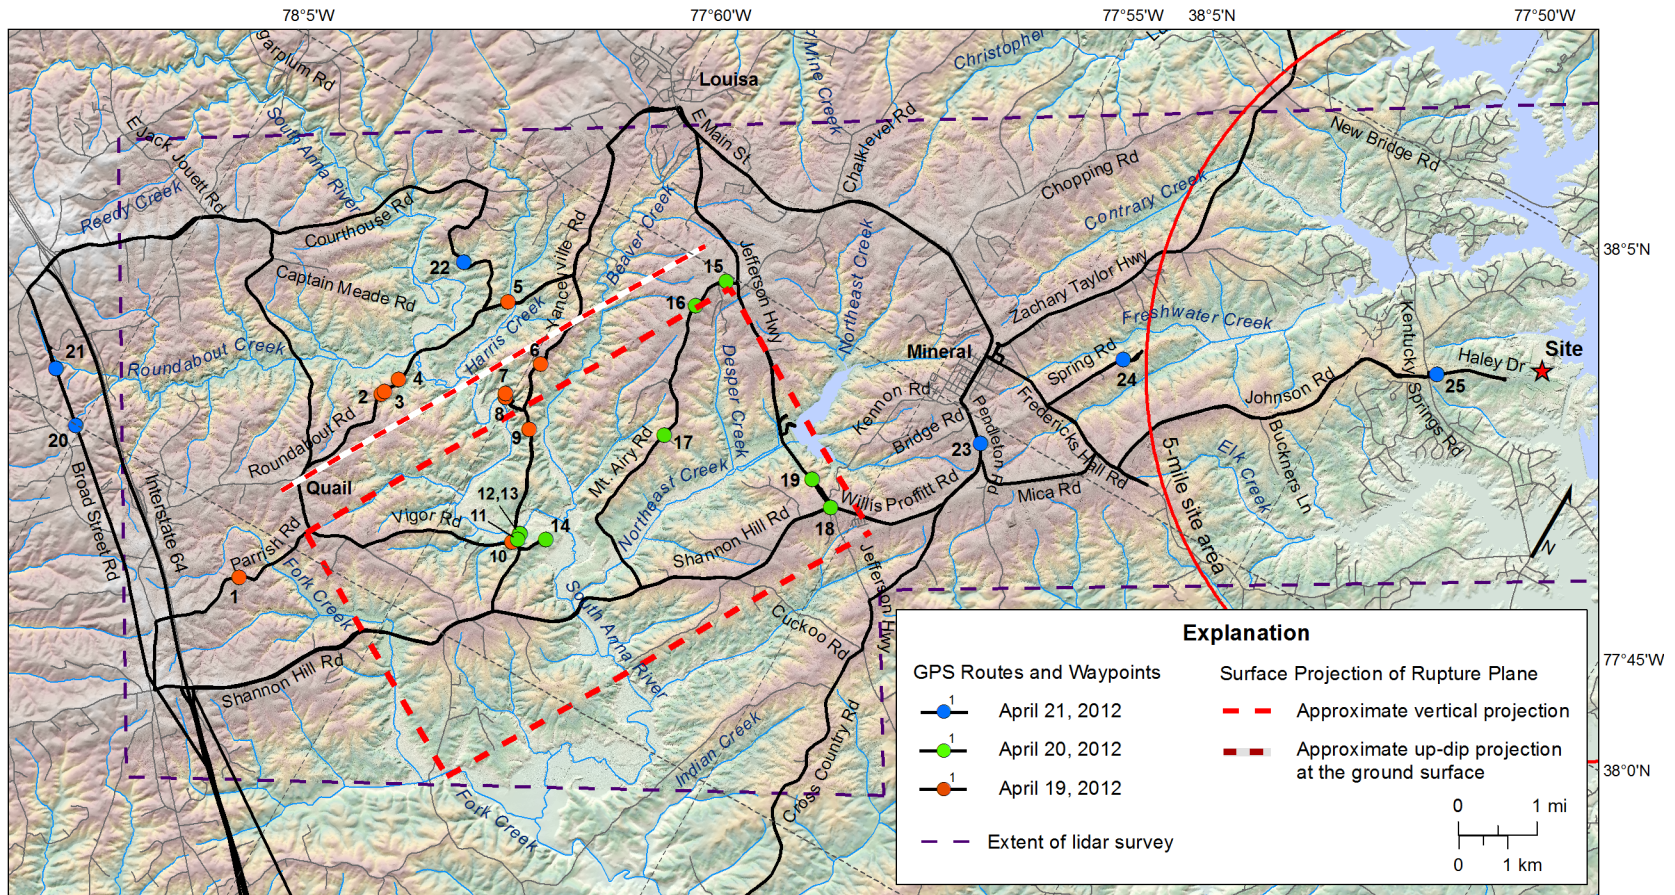 78°5'W
77°60'W
77°55'W
38°5'N
77°50'W
garplum Rd
Louisa
Mine Creek
Christopher
E Jack Jouett Rd
South Anna River
E Main St
Chalklever Rd
New Bridge Rd
Reedy Creek
Courthouse Rd
Chopping Rd
Contrary Creek
Beaver Creek
Yanceyville Rd
Jefferson Hwy
Northeast Creek
Zachary Taylor Hwy
38°5'N
22
15
Captain Meade Rd
5
16
Harris Creek
Freshwater Creek
Kentucky Springs Rd
21
Roundabout Creek
6
Mineral
Spring Rd
24
Haley Dr
Site
2
3
4
7
8
Desper Creek
Kennon Rd
Johnson Rd
25
20
9
Roundabout Rd
17
Mt. Airy Rd
Bridge Rd
Pendleton Rd
Fredericks Hall Rd
Buckners Ln
Elk Creek
5-mile site area
23
Broad Street Rd
Interstate 64
Quail
Northeast Creek
19
Willis Proffitt Rd
Mica Rd
12,13
11
14
Vigor Rd
10
18
Parrish Rd
1
Fork Creek
Shannon Hill Rd
South Anna River
Jefferson Hwy
N
Cuckoo Rd
Shannon Hill Rd
Indian Creek
Cross Country Rd
Fork Creek
77°45'W
38°0'N
Explanation
GPS Routes and Waypoints
1
April 21, 2012
1
April 20, 2012
1
April 19, 2012
Extent of lidar survey
Surface Projection of Rupture Plane
Approximate vertical projection
Approximate up-dip projection
at the ground surface
0 1 mi
0 1 km